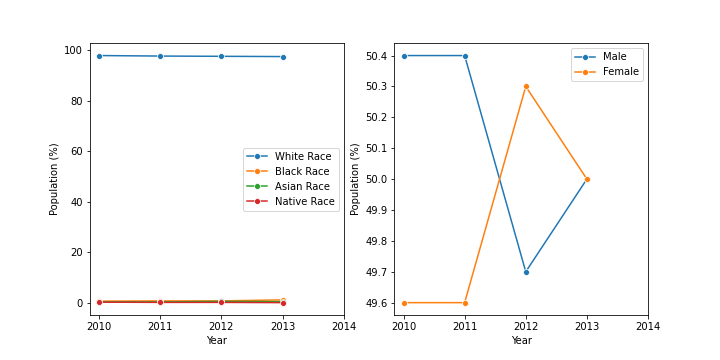 100
80
60
40
20
0
Population (%)
White Race
Black Race
Asian Race
Native Race
2010 2011 2012 2013 2014
Year
50.4
50.3
50.2
50.1
50.0
49.9
49.8
49.7
49.6
Population (%)
Male
Female
2010 2011 2012 2013 2014
Year